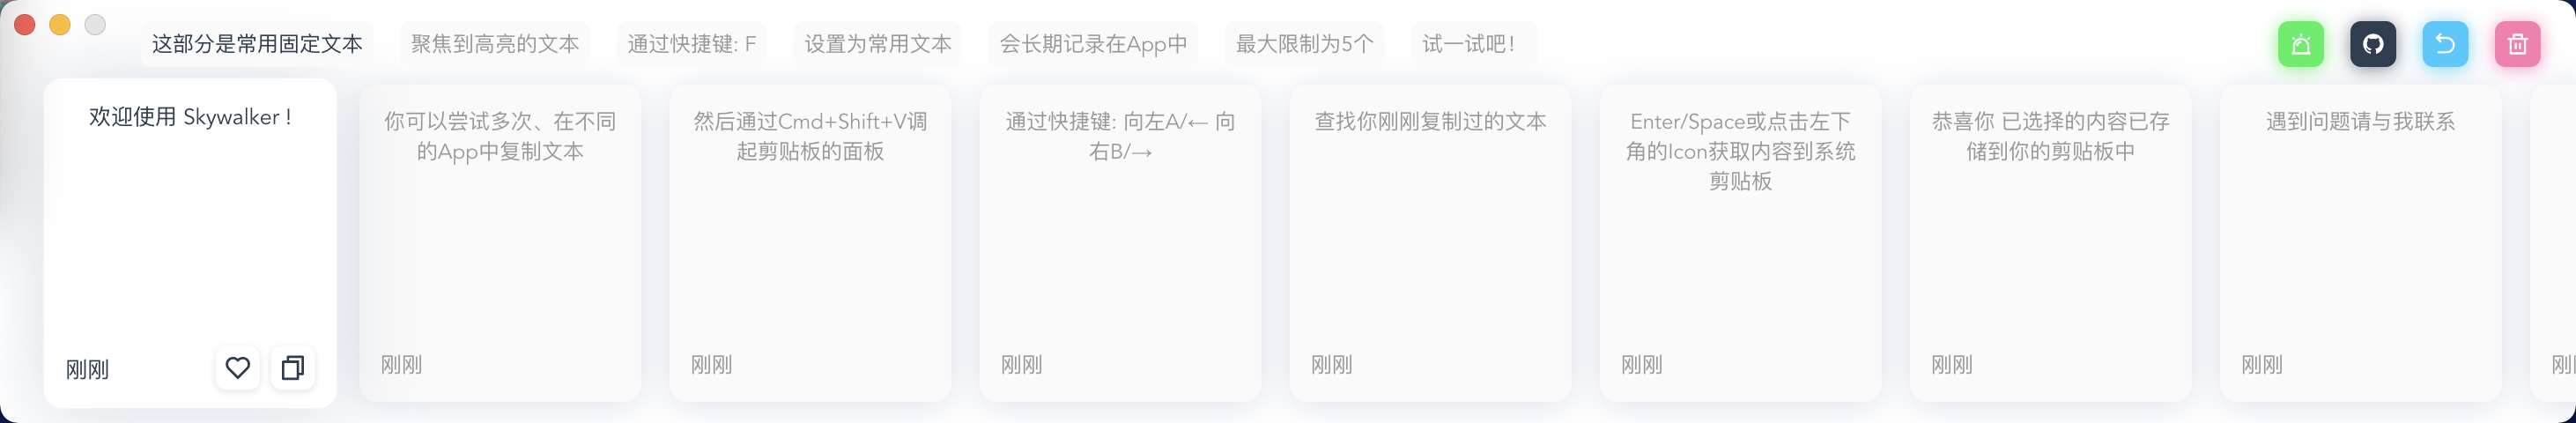 这部分是常用固定文本
聚焦到高亮的文本
通过快捷键: F
设置为常用文本
会长期记录在App中
最大限制为5个
试一试吧!
欢迎使用 Skywalker !
刚刚
你可以尝试多次、在不同
的App中复制文本
刚刚
然后通过Cmd+Shift+V调
起剪贴板的面板
刚刚
通过快捷键: 向左A/← 向
右B/→
刚刚
查找你刚刚复制过的文本
刚刚
Enter/Space或点击左下
角的Icon获取内容到系统
剪贴板
刚刚
恭喜你 已选择的内容已存
储到你的剪贴板中
刚刚
遇到问题请与我联系
刚刚